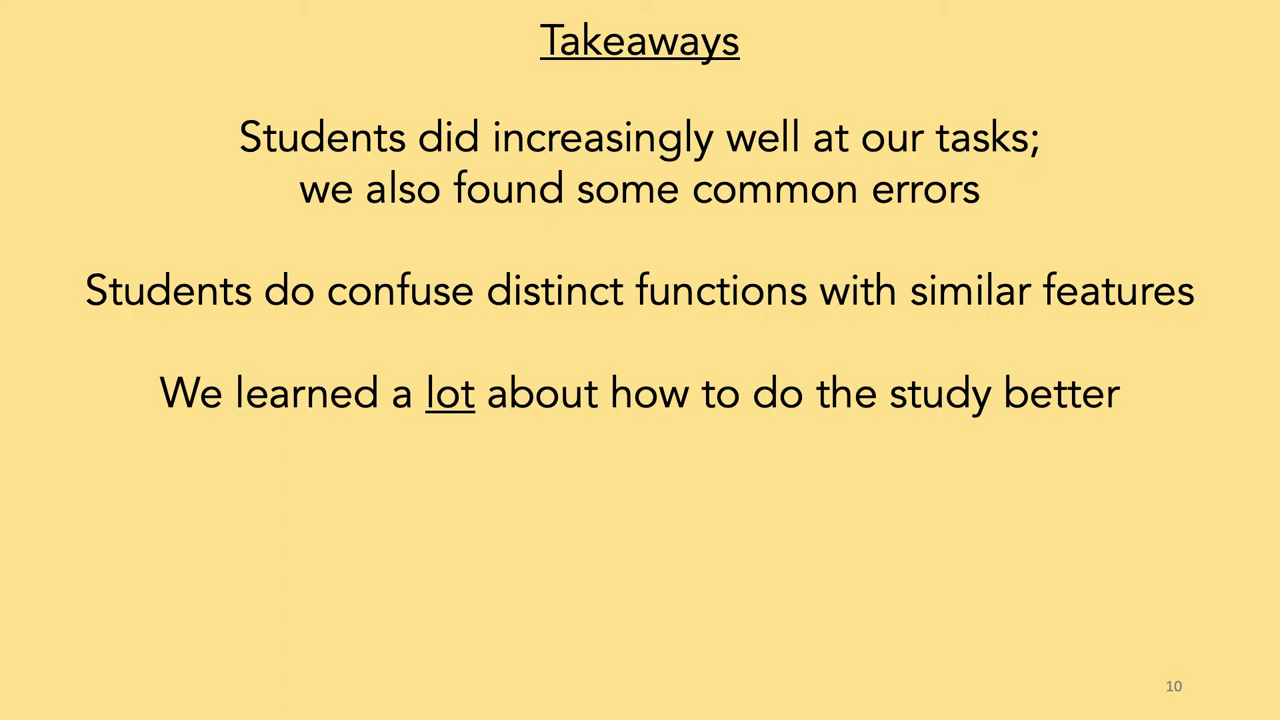 Takeaways
Students did increasingly well at our tasks;
we also found some common errors
Students do confuse distinct functions with similar features
We learned a lot about how to do the study better
10